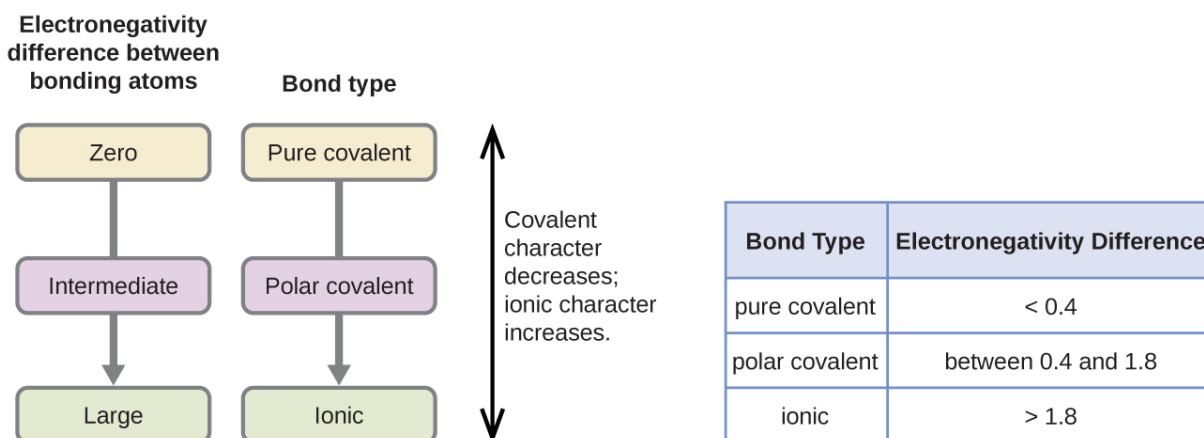 Electronegativity
difference between
bonding atoms
Bond type
Zero
Pure covalent
Intermediate
Polar covalent
Large
Ionic
Covalent
character
decreases;
ionic character
increases.
Bond Type Electronegativity Difference
pure covalent < 0.4
polar covalent between 0.4 and 1.8
ionic > 1.8